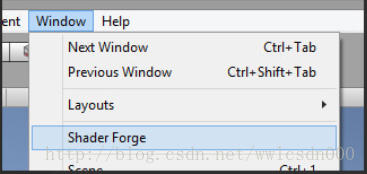 ent Window Help
Next Window Ctrl+Tab
Previous Window Ctrl+Shift+Tab
Layouts
Shader Forge
http://blog.csdn.net/wwlcsdn000
Scene Ctrl+1